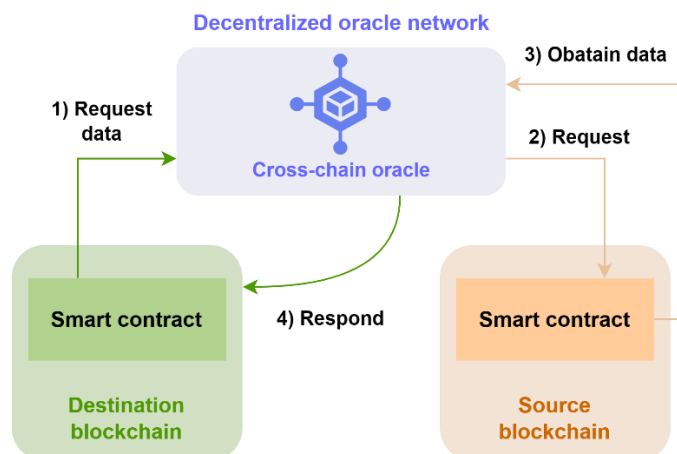 Decentralized oracle network
3) Obatain data
1) Request
data
2) Request
Cross-chain oracle
Smart contract
4) Respond
Smart contract
Destination
blockchain
Source
blockchain